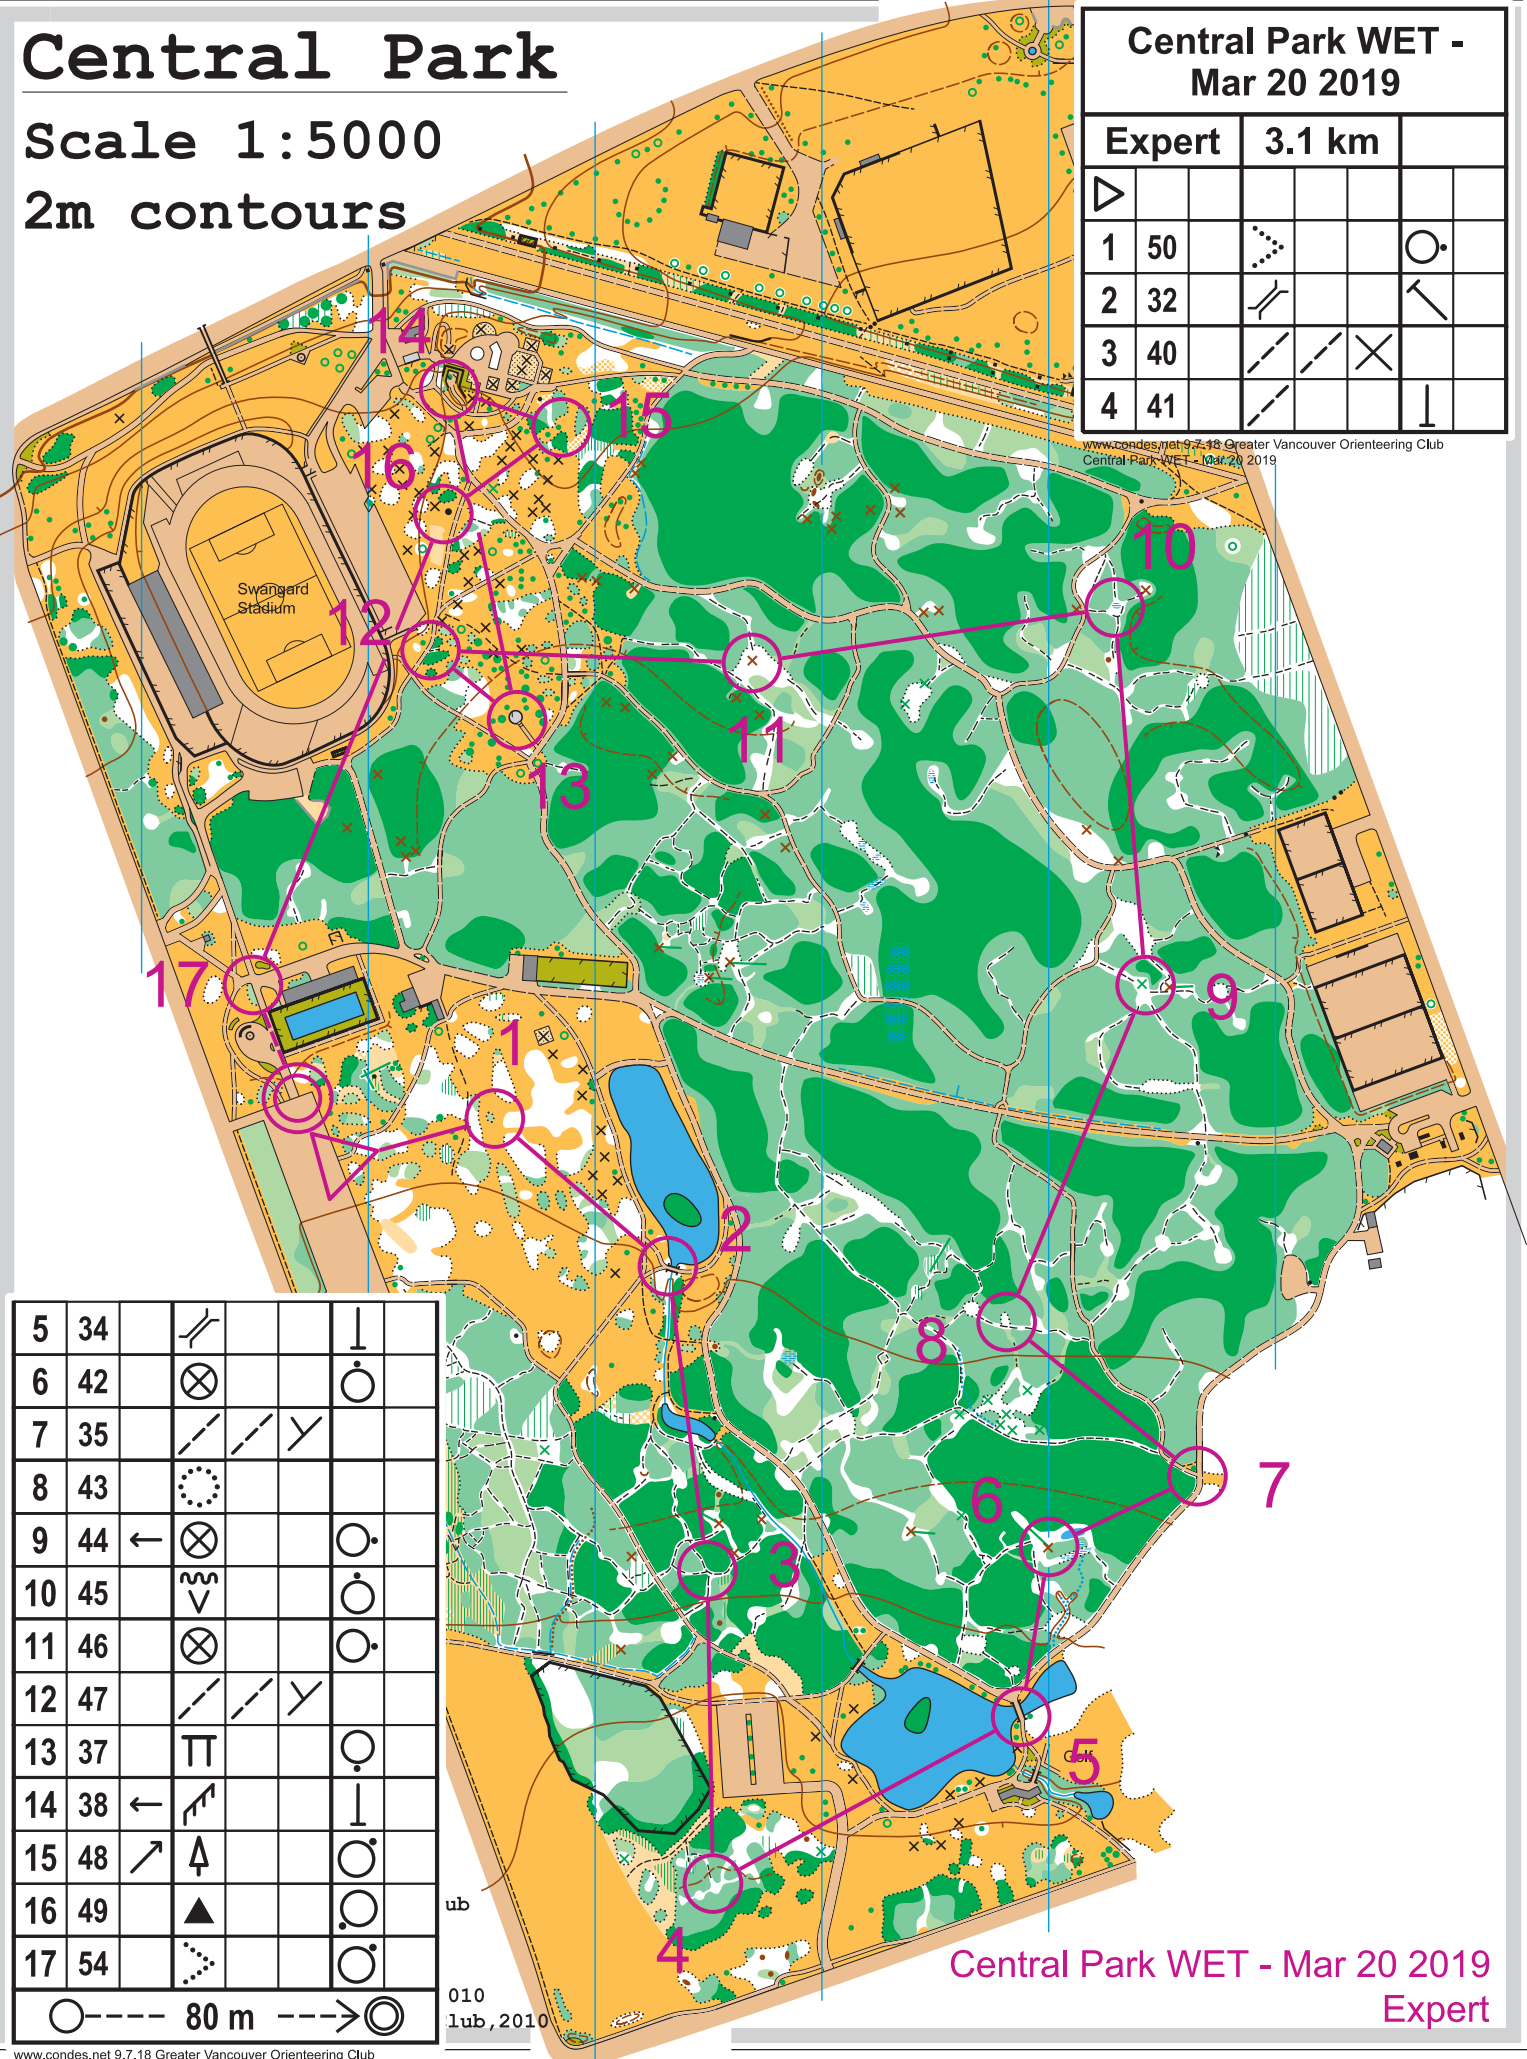 Central Park
Scale 1:5000
2m contours
Central Park WET -
Mar 20 2019
Expert 3.1 km
1 50
2 32
3 40
4 41
www.condes.net 9.7.18 Greater Vancouver Orienteering Club
Central Park WET - Mar 20 2019
14
15
16
10
Swangard
Stadium
12
11
13
17
9
1
2
8
7
6
3
Golf
5
4
5 34
6 42
7 35
8 43
9 44
10 45
11 46
12 47
13 37
14 38
15 48
16 49
17 54
80 m
ub
010
lub,2010
Central Park WET - Mar 20 2019
Expert
www.condes.net 9.7.18 Greater Vancouver Orienteering Club